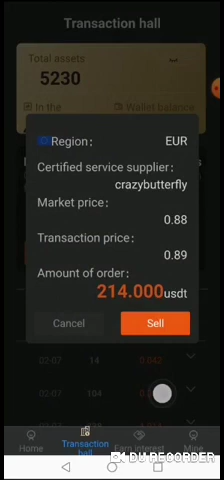 Transaction hall
Total assets
5230
In the
Wallet balance
Region:
EUR
Certified service supplier:
crazybutterfly
Market price:
0.88
Transaction price:
0.89
Amount of order:
214.000usdt
Cancel
Sell
02-07 14 0.042
02-07 104
Home
Transaction hall
Earn interest
Mine
DU RECORDER